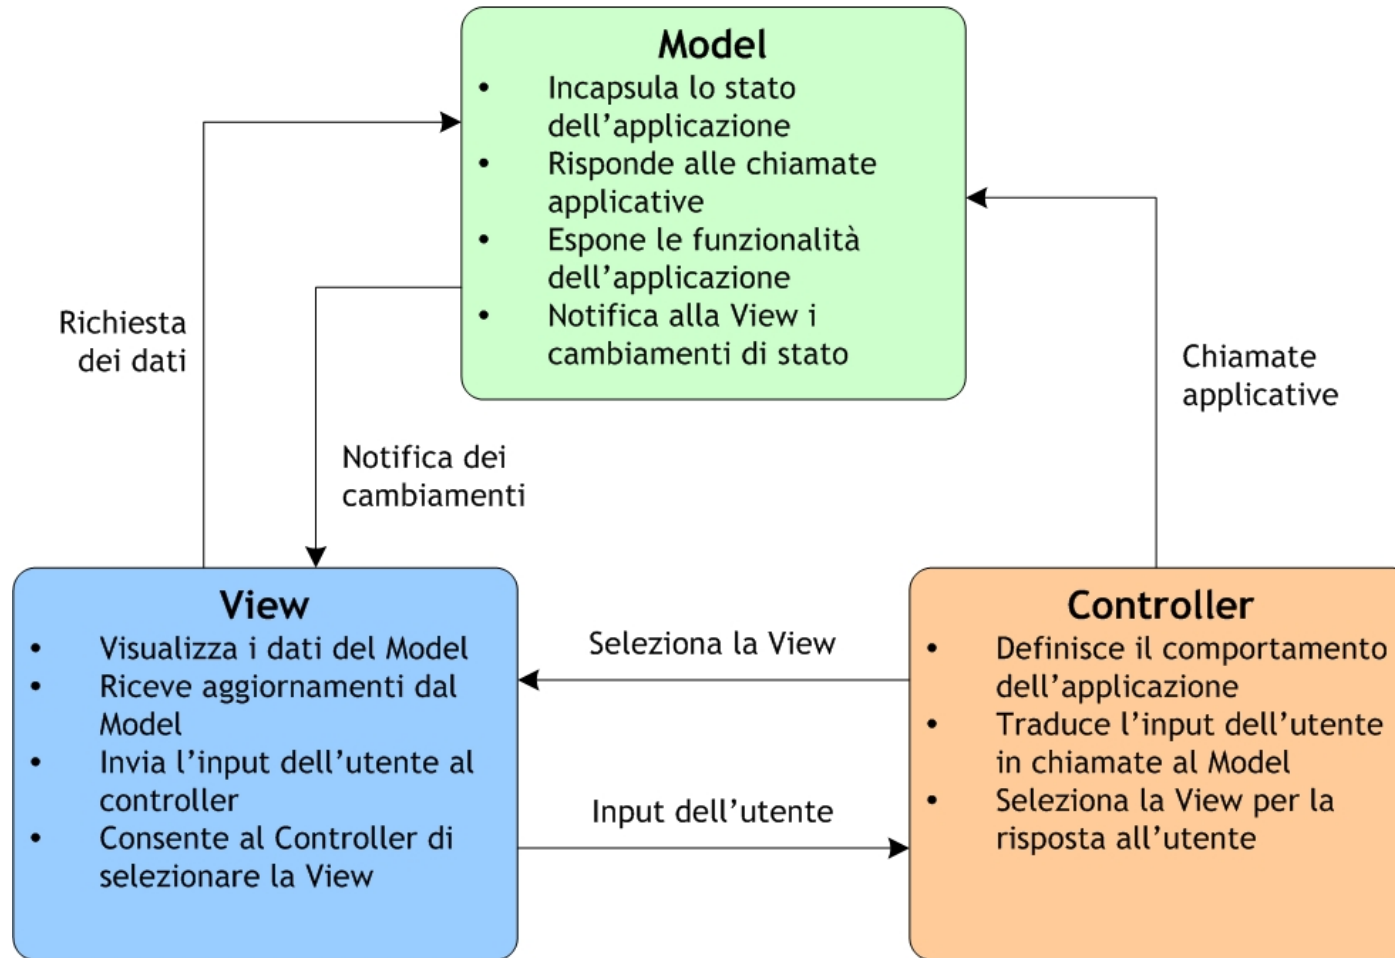 Model
• Incapsula lo stato
dell’applicazione
• Risponde alle chiamate
applicative
• Espone le funzionalità
dell’applicazione
• Notifica alla View i
cambiamenti di stato
Richiesta
dei dati
Chiamate
applicative
Notifica dei
cambiamenti
View
• Visualizza i dati del Model
• Riceve aggiornamenti dal
Model
• Invia l’input dell’utente al
controller
• Consente al Controller di
selezionare la View
Seleziona la View
Input dell’utente
Controller
• Definisce il comportamento
dell’applicazione
• Traduce l’input dell’utente
in chiamate al Model
• Seleziona la View per la
risposta all’utente